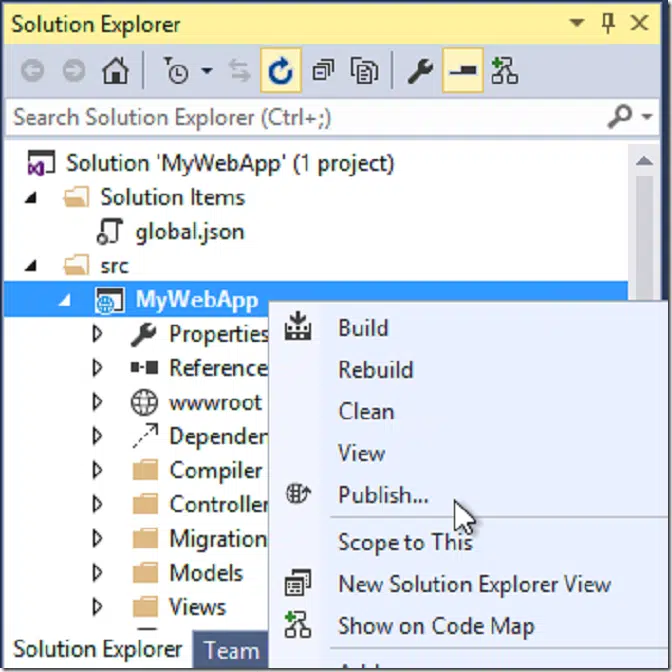 Solution Explorer
Search Solution Explorer (Ctrl+;)
Solution 'MyWebApp' (1 project)
Solution Items
global.json
src
MyWebApp
Properties
Reference
wwwroot
Depender
Compiler
Controller
Migration
Models
Views
Build
Rebuild
Clean
View
Publish...
Scope to This
New Solution Explorer View
Show on Code Map
Solution Explorer
Team